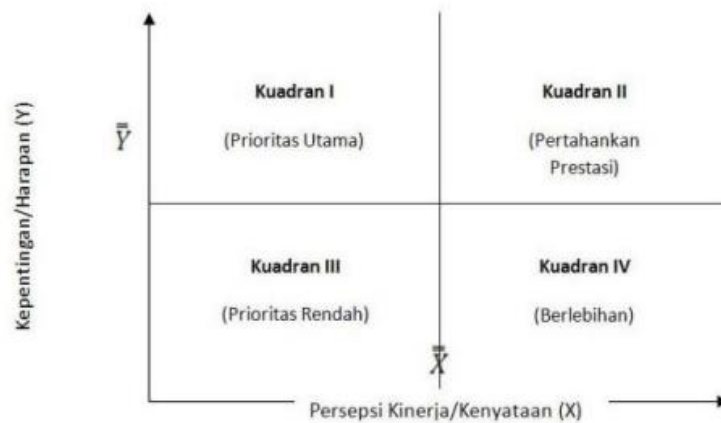 Kepentingan/Harapan (Y)
Kuadran I
(Prioritas Utama)
Kuadran II
(Pertahankan
Prestasi)
Y̿
Kuadran III
(Prioritas Rendah)
Kuadran IV
(Berlebihan)
X̿
Persepsi Kinerja/Kenyataan (X)